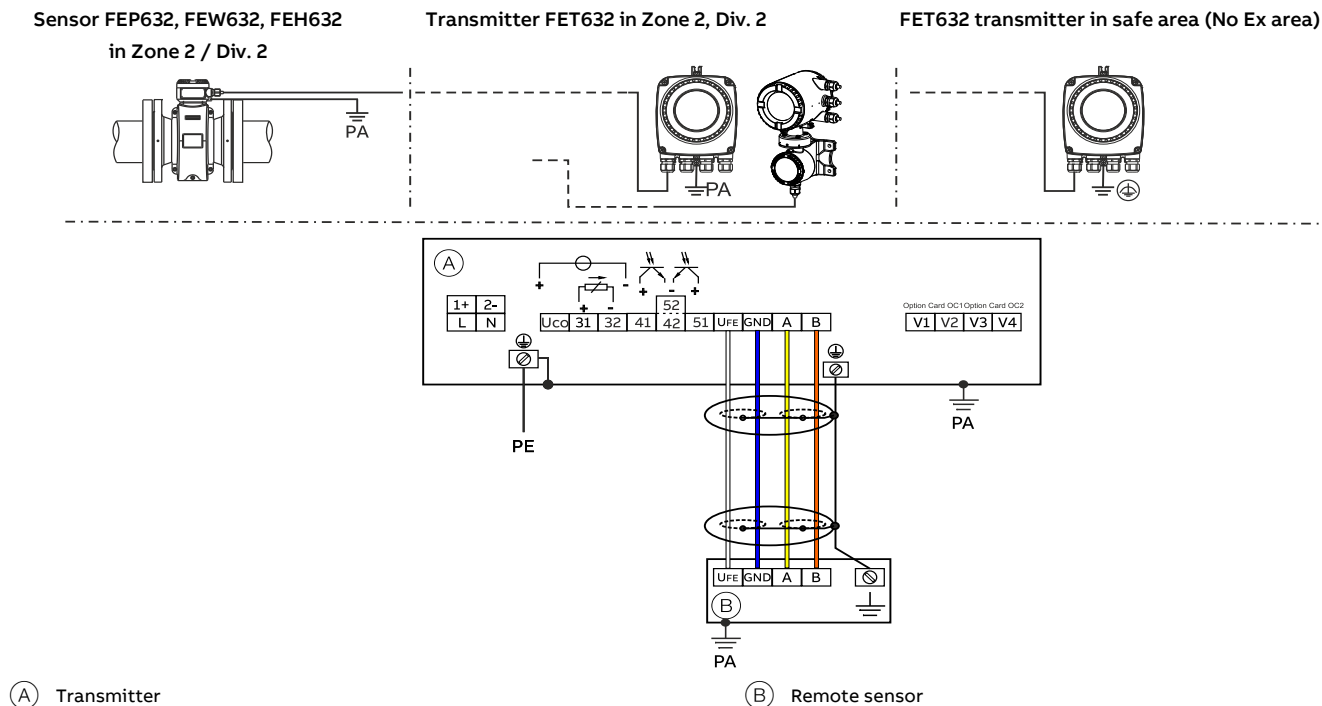 Sensor FEP632, FEW632, FEH632
in Zone 2 / Div. 2
Transmitter FET632 in Zone 2, Div. 2
FET632 transmitter in safe area (No Ex area)
PA
PA
A
+ -
+ -
+ - +
1+ 2-
L N
52
Uco 31 32 41 42 51 UFE GND A B
Option Card OC1 Option Card OC2
V1 V2 V3 V4
PE
PA
UFE GND A B
B
PA
A Transmitter
B Remote sensor